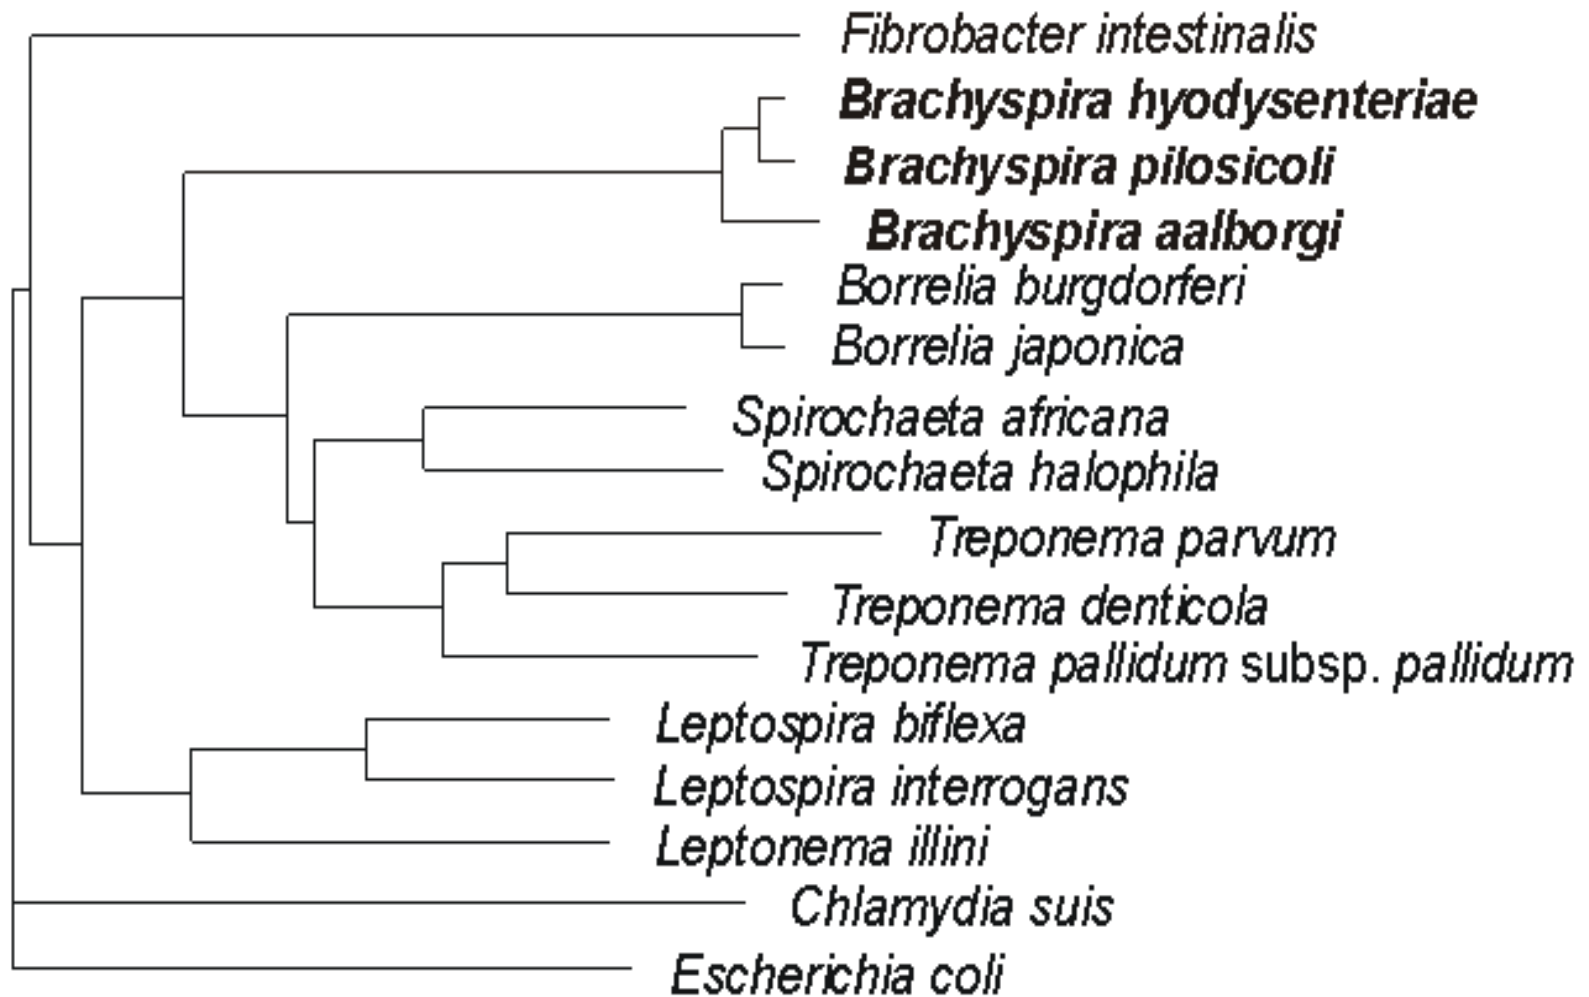 Fibrobacter intestinalis
Brachyspira hyodysenteriae
Brachyspira pilosicoli
Brachyspira aalborgi
Borrelia burgdorferi
Borrelia japonica
Spirochaeta africana
Spirochaeta halophila
Treponema parvum
Treponema denticola
Treponema pallidum subsp. pallidum
Leptospira biflexa
Leptospira interrogans
Leptonema illini
Chlamydia suis
Escherichia coli